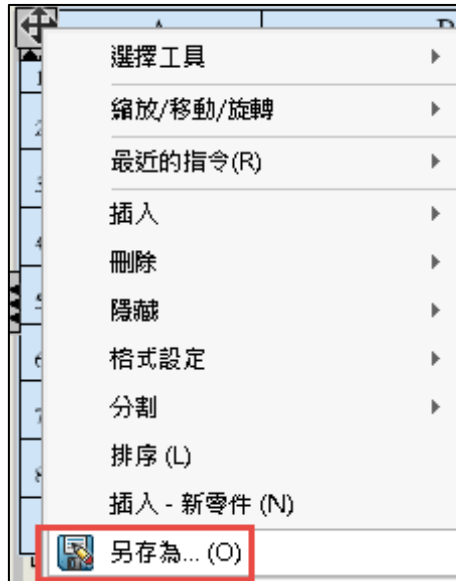 A
選擇工具
縮放/移動/旋轉
最近的指令(R)
插入
刪除
隱藏
格式設定
分割
排序 (L)
插入 - 新零件 (N)
另存為... (O)